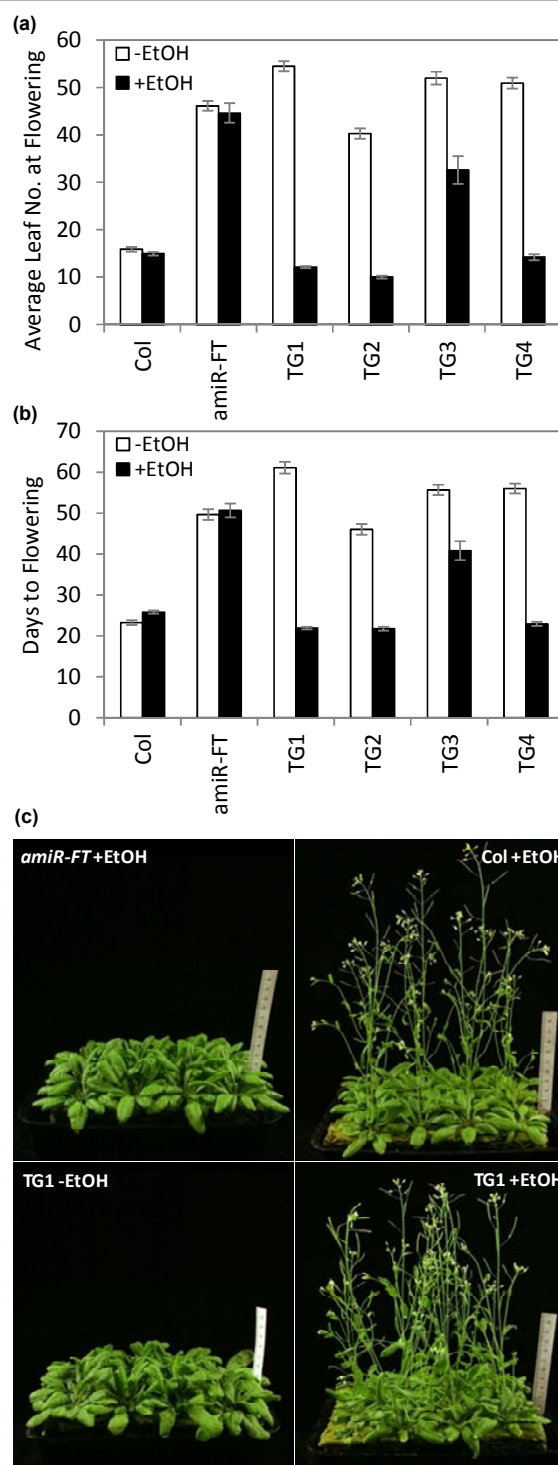 (a)
60
50
40
30
20
10
0
Average Leaf No. at Flowering
-EtOH
+EtOH
Col
amiR-FT
TG1
TG2
TG3
TG4
(b)
70
60
50
40
30
20
10
0
Days to Flowering
-EtOH
+EtOH
Col
amiR-FT
TG1
TG2
TG3
TG4
(c)
amiR-FT +EtOH
Col +EtOH
TG1 -EtOH
TG1 +EtOH